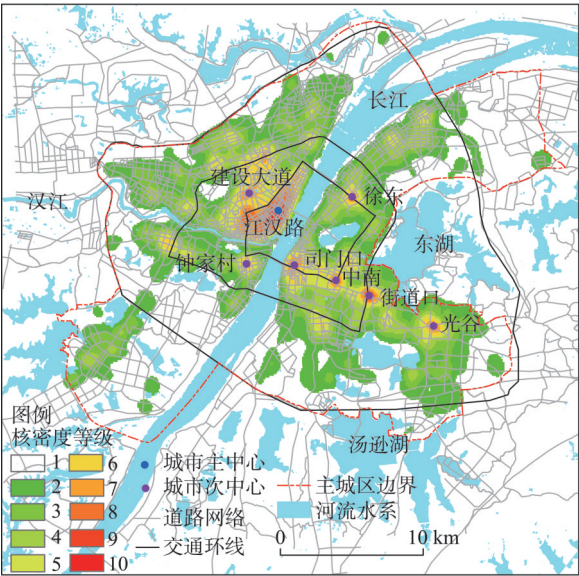 长江
建设大道
徐东
汉江
江汉路
东湖
钟家村
司门口
中南
街道口
光谷
汤逊湖
图例
核密度等级
1 6
2 7
3 8
4 9
5 10
城市主中心
城市次中心
道路网络
交通环线
主城区边界
河流水系
0 10 km